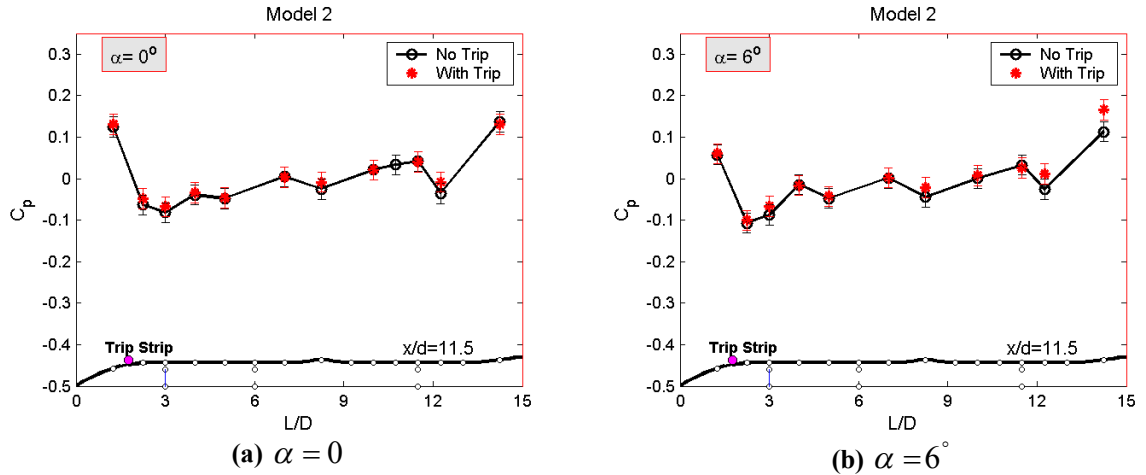 Model 2
α= 0°
No Trip
With Trip
0.3
0.2
0.1
0
-0.1
-0.2
-0.3
-0.4
-0.5
Cp
Trip Strip
x/d=11.5
0 3 6 9 12 15
L/D
(a) α = 0
Model 2
α= 6°
No Trip
With Trip
0.3
0.2
0.1
0
-0.1
-0.2
-0.3
-0.4
-0.5
Cp
Trip Strip
x/d=11.5
0 3 6 9 12 15
L/D
(b) α = 6°